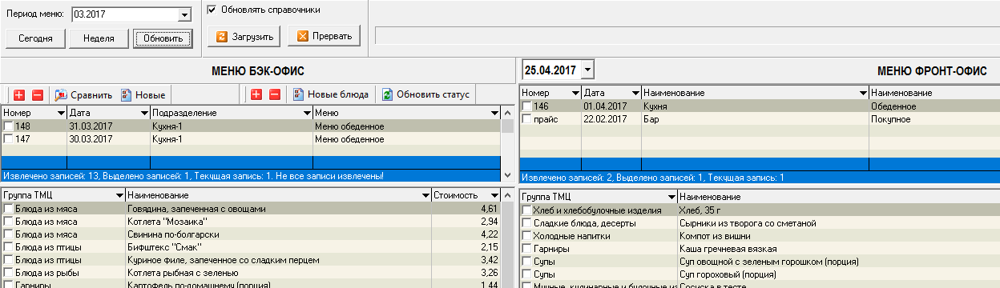 Период меню: 03.2017
Обновлять справочники
Сегодня Неделя Обновить
Загрузить Прервать
МЕНЮ БЭК-ОФИС
Сравнить Новые Новые блюда Обновить статус
Номер Дата Подразделение Меню
148 31.03.2017 Кухня-1 Меню обеденное
147 30.03.2017 Кухня-1 Меню обеденное
Извлечено записей: 13, Выделено записей: 1, Текущая запись: 1. Не все записи извлечены!
Группа ТМЦ Наименование Стоимость
Блюда из мяса Говядина, запеченная с овощами 4,61
Блюда из мяса Котлета "Мозаика" 2,94
Блюда из мяса Свинина по-болгарски 4,22
Блюда из птицы Бифштекс "Смак" 2,15
Блюда из птицы Куриное филе, запеченное со сладким перцем 3,42
Блюда из рыбы Котлета рыбная с зеленью 3,26
Гарниры Картофель по-домашнему (порция) 1,44
25.04.2017 МЕНЮ ФРОНТ-ОФИС
Номер Дата Наименование Наименование
146 01.04.2017 Кухня Обеденное
прайс 22.02.2017 Бар Покупное
Извлечено записей: 2, Выделено записей: 1, Текущая запись: 1
Группа ТМЦ Наименование
Хлеб и хлебобулочные изделия Хлеб, 35 г
Сладкие блюда, десерты Сырники из творога со сметаной
Холодные напитки Компот из вишни
Гарниры Каша гречневая вязкая
Супы Суп овощной с зеленым горошком (порция)
Супы Суп гороховый (порция)
Мучные, кулинарные и булочные из Сосиска в тесте